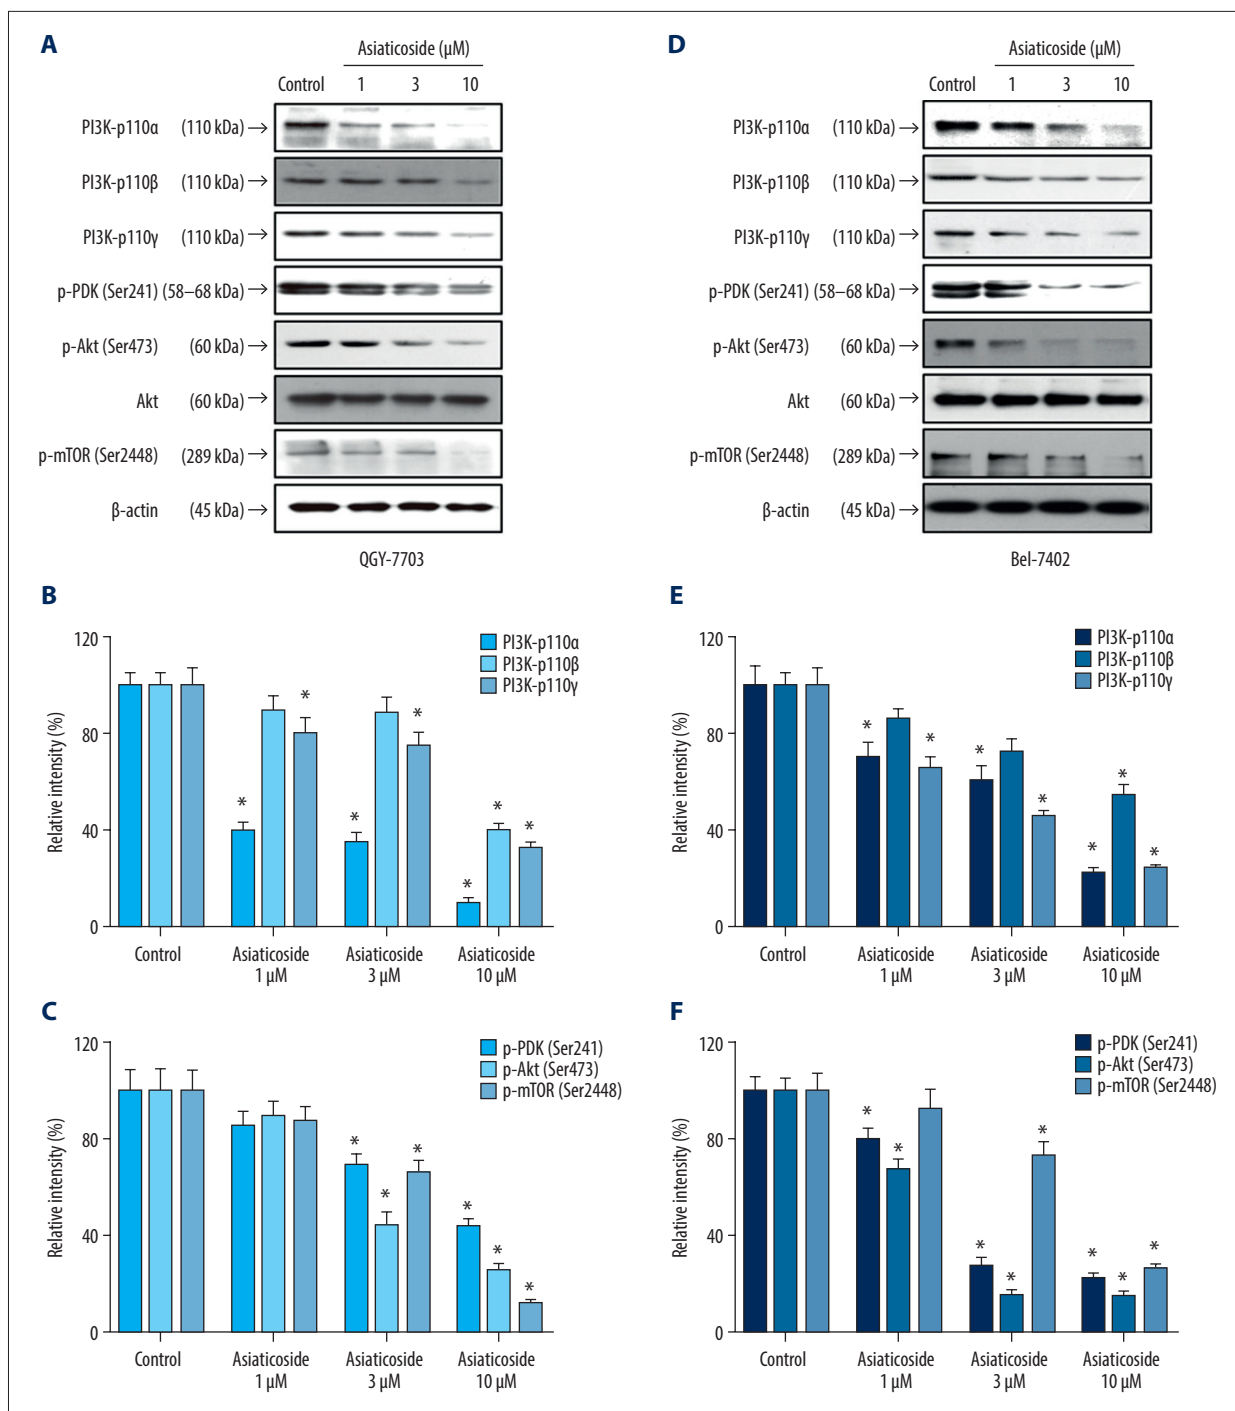 A
Asiaticoside (μM)
Control 1 3 10
PI3K-p110α (110 kDa)→
PI3K-p110β (110 kDa)→
PI3K-p110γ (110 kDa)→
p-PDK (Ser241) (58–68 kDa)→
p-Akt (Ser473) (60 kDa)→
Akt (60 kDa)→
p-mTOR (Ser2448) (289 kDa)→
β-actin (45 kDa)→
QGY-7703
D
Asiaticoside (μM)
Control 1 3 10
PI3K-p110α (110 kDa)→
PI3K-p110β (110 kDa)→
PI3K-p110γ (110 kDa)→
p-PDK (Ser241) (58–68 kDa)→
p-Akt (Ser473) (60 kDa)→
Akt (60 kDa)→
p-mTOR (Ser2448) (289 kDa)→
β-actin (45 kDa)→
Bel-7402
B
Relative intensity (%)
120
80
40
0
PI3K-p110α
PI3K-p110β
PI3K-p110γ
* * * * * * *
Control Asiaticoside Asiaticoside Asiaticoside
1 μM 3 μM 10 μM
E
Relative intensity (%)
120
80
40
0
PI3K-p110α
PI3K-p110β
PI3K-p110γ
* * * * * * *
Control Asiaticoside Asiaticoside Asiaticoside
1 μM 3 μM 10 μM
C
Relative intensity (%)
120
80
40
0
p-PDK (Ser241)
p-Akt (Ser473)
p-mTOR (Ser2448)
* * * * * *
Control Asiaticoside Asiaticoside Asiaticoside
1 μM 3 μM 10 μM
F
Relative intensity (%)
120
80
40
0
p-PDK (Ser241)
p-Akt (Ser473)
p-mTOR (Ser2448)
* * * * * * * *
Control Asiaticoside Asiaticoside Asiaticoside
1 μM 3 μM 10 μM